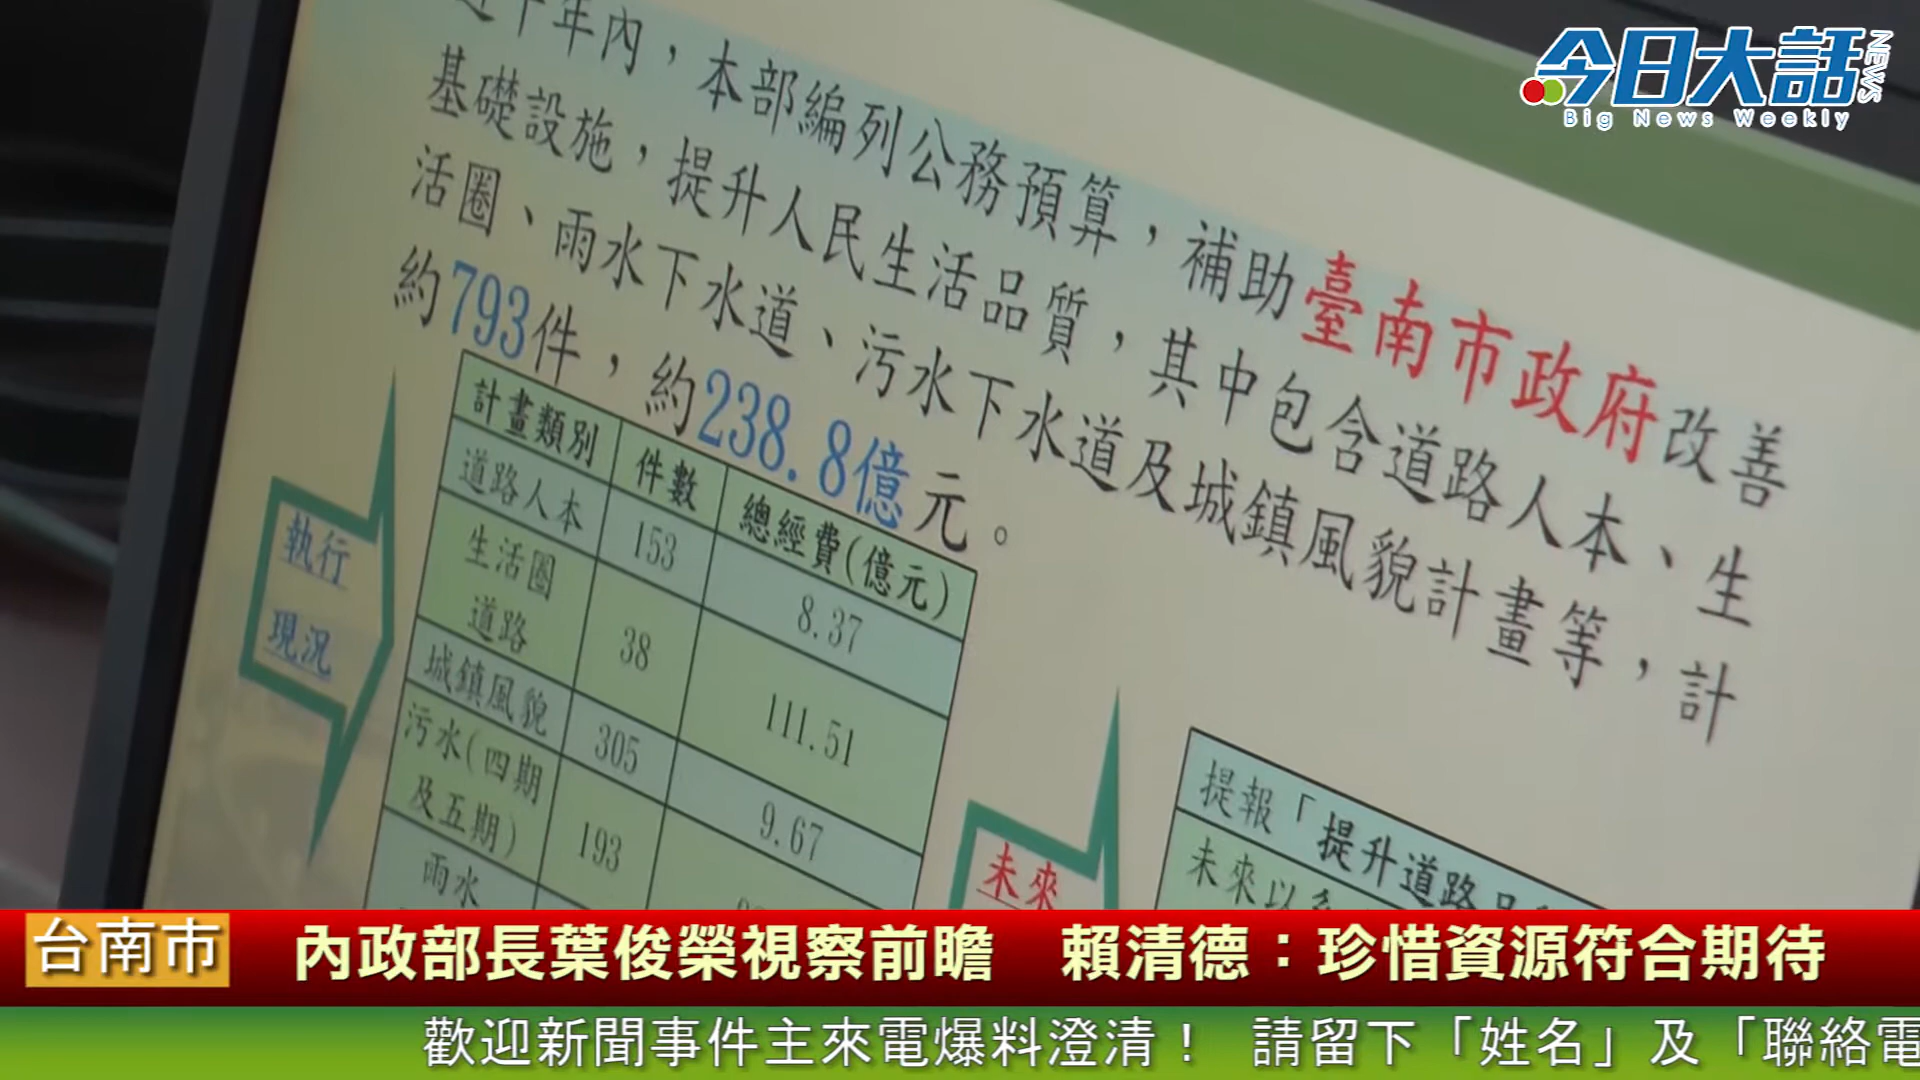 今日大話
NEWS
Big News Weekly
近十年內，本部編列公務預算，補助臺南市政府改善
基礎設施，提升人民生活品質，其中包含道路人本、生
活圈、雨水下水道、污水下水道及城鎮風貌計畫等，計
約793件，約238.8億元。
計畫類別 件數 總經費(億元)
道路人本 153 8.37
生活圈道路 38 111.51
城鎮風貌 305 9.67
污水(四期及五期) 193
雨水
執行
現況
未來
提報「提升道路
未來以
台南市
內政部長葉俊榮視察前瞻 賴清德：珍惜資源符合期待
歡迎新聞事件主來電爆料澄清！ 請留下「姓名」及「聯絡電